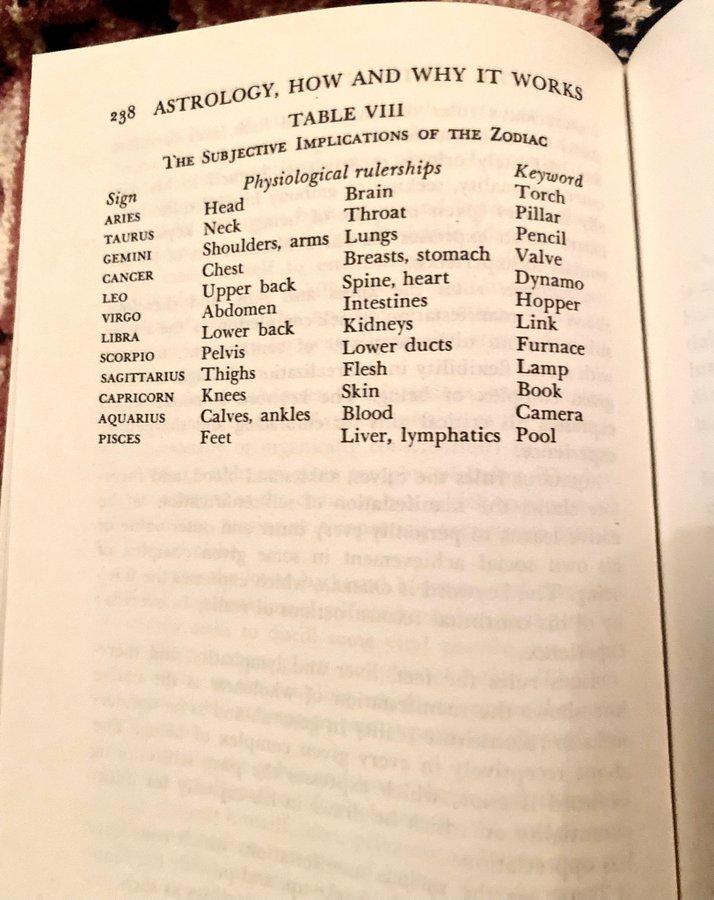 238 ASTROLOGY, HOW AND WHY IT WORKS
TABLE VIII
THE SUBJECTIVE IMPLICATIONS OF THE ZODIAC
Sign Physiological rulerships Keyword
ARIES Head Brain Torch
TAURUS Neck Throat Pillar
GEMINI Shoulders, arms Lungs Pencil
CANCER Chest Breasts, stomach Valve
LEO Upper back Spine, heart Dynamo
VIRGO Abdomen Intestines Hopper
LIBRA Lower back Kidneys Link
SCORPIO Pelvis Lower ducts Furnace
SAGITTARIUS Thighs Flesh Lamp
CAPRICORN Knees Skin Book
AQUARIUS Calves, ankles Blood Camera
PISCES Feet Liver, lymphatics Pool